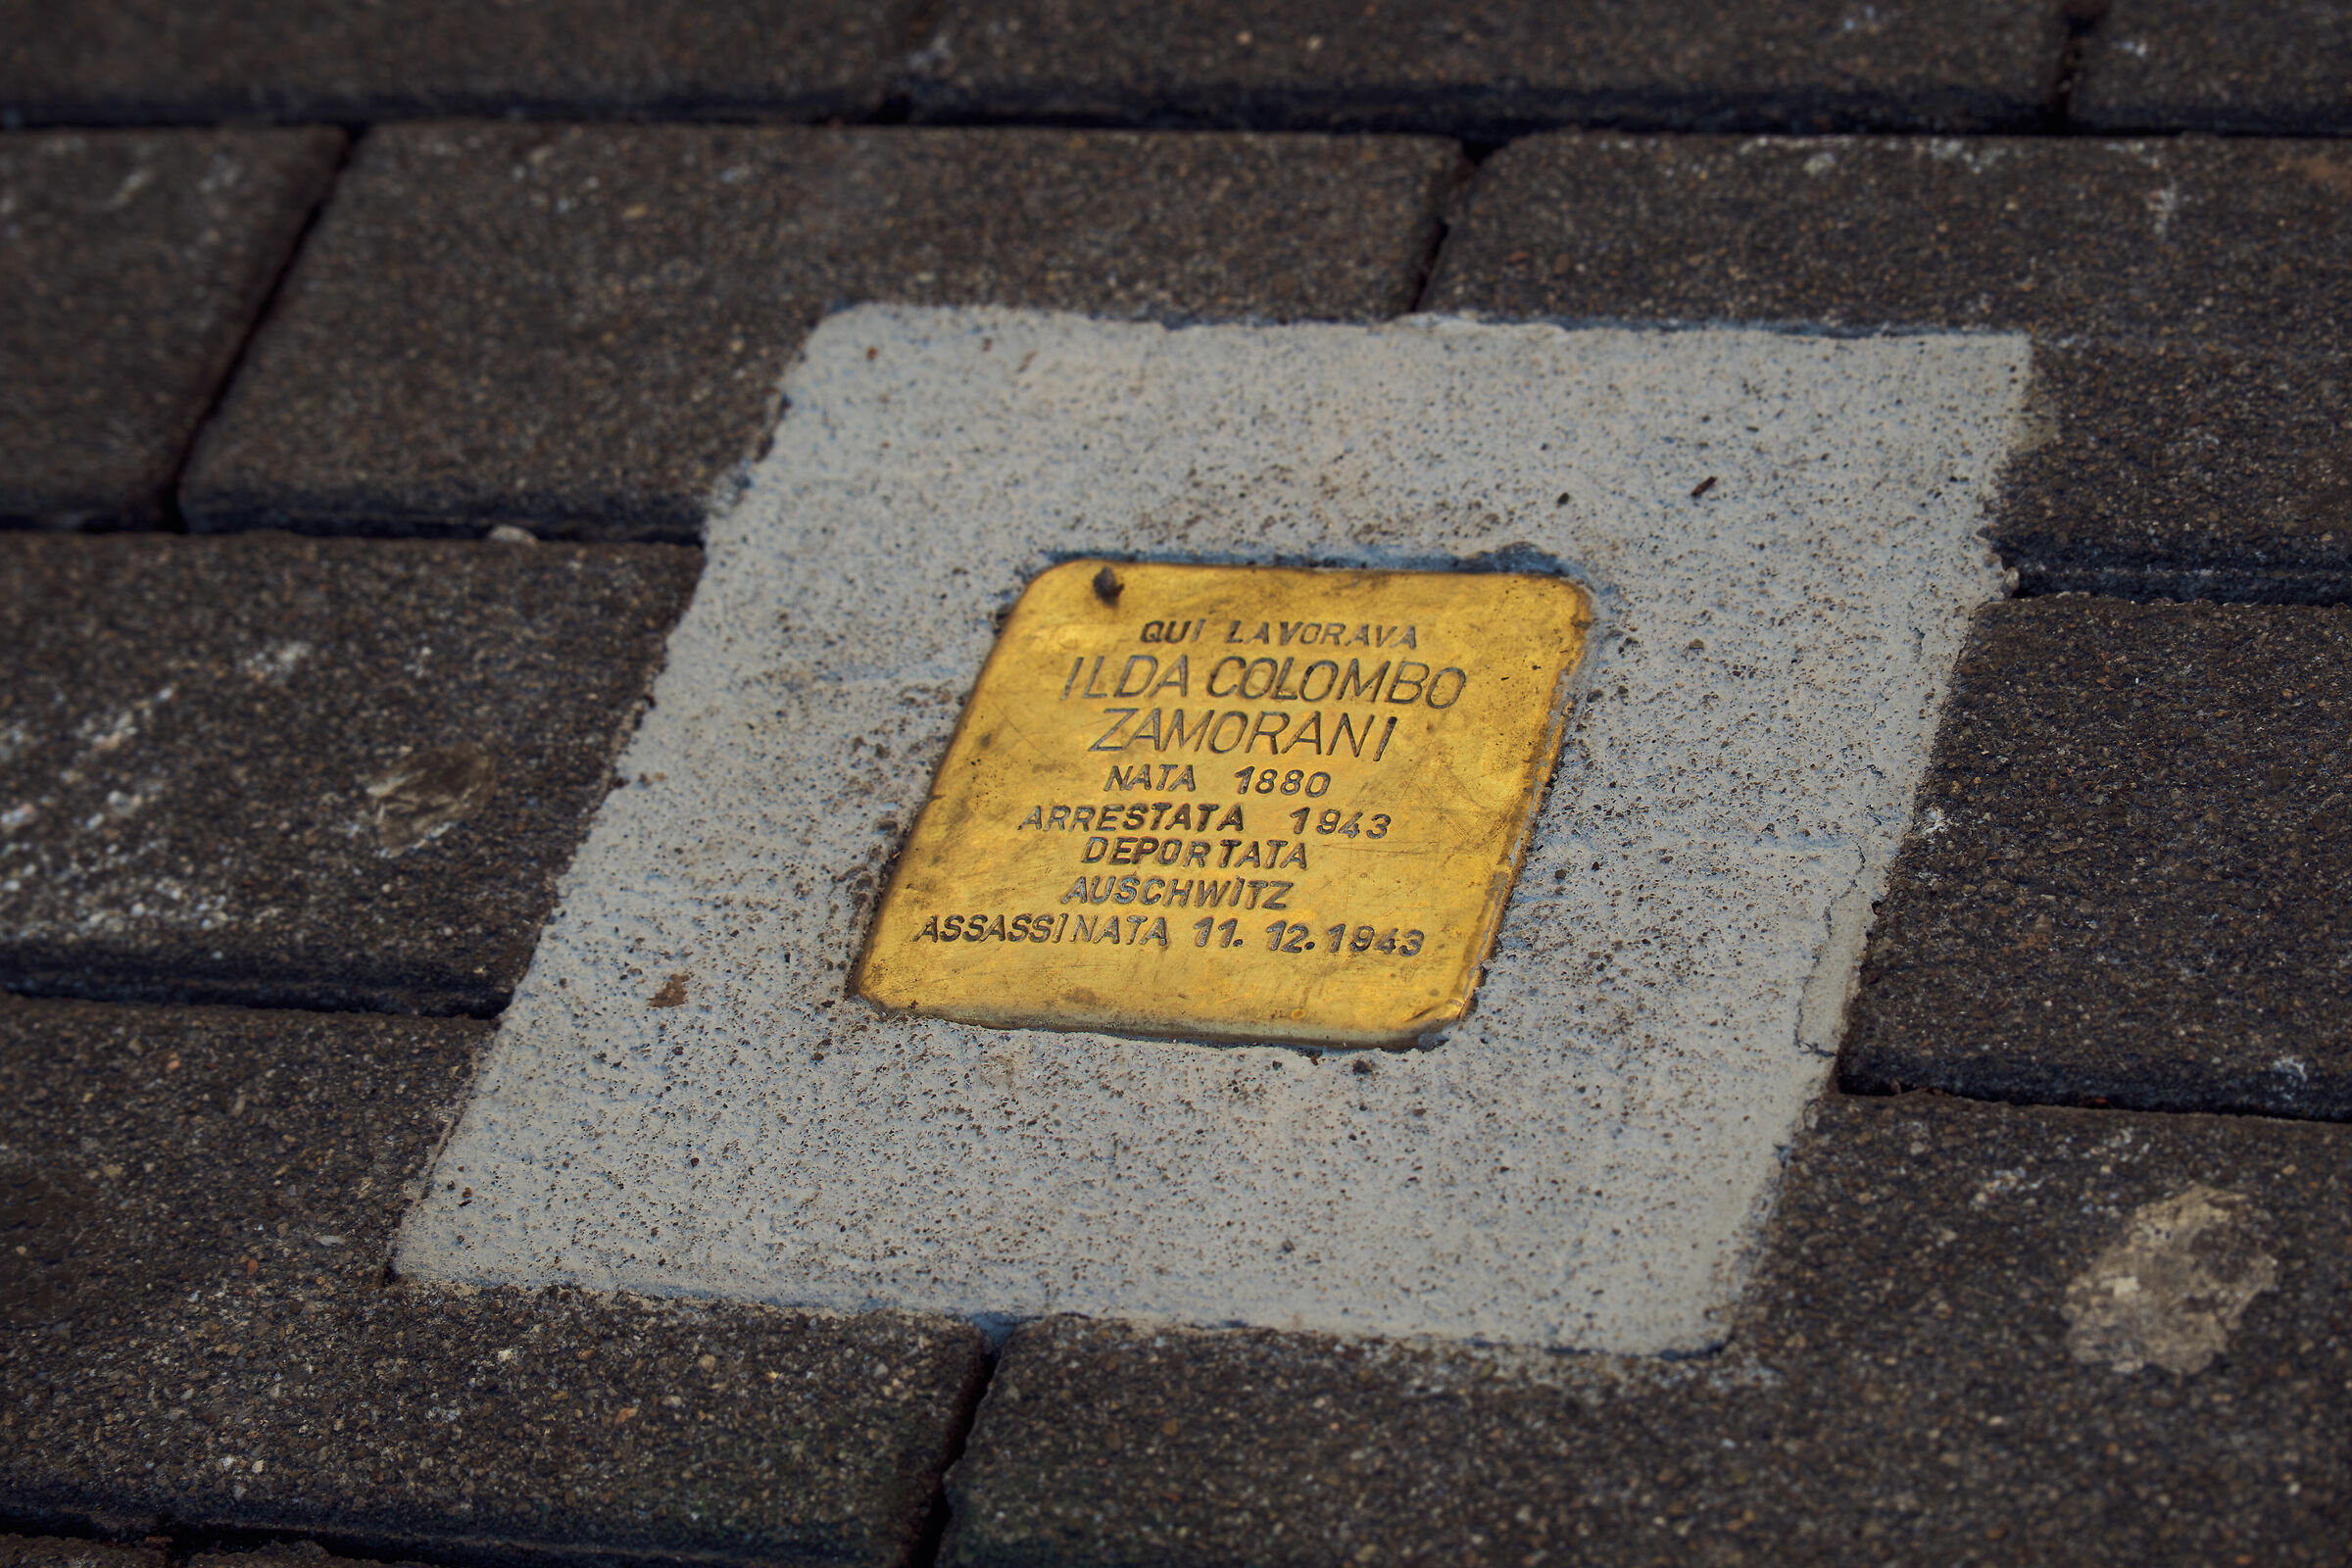 QUI LAVORAVA
ILDA COLOMBO
ZAMORANI
NATA 1880
ARRESTATA 1943
DEPORTATA
AUSCHWITZ
ASSASSINATA 11.12.1943